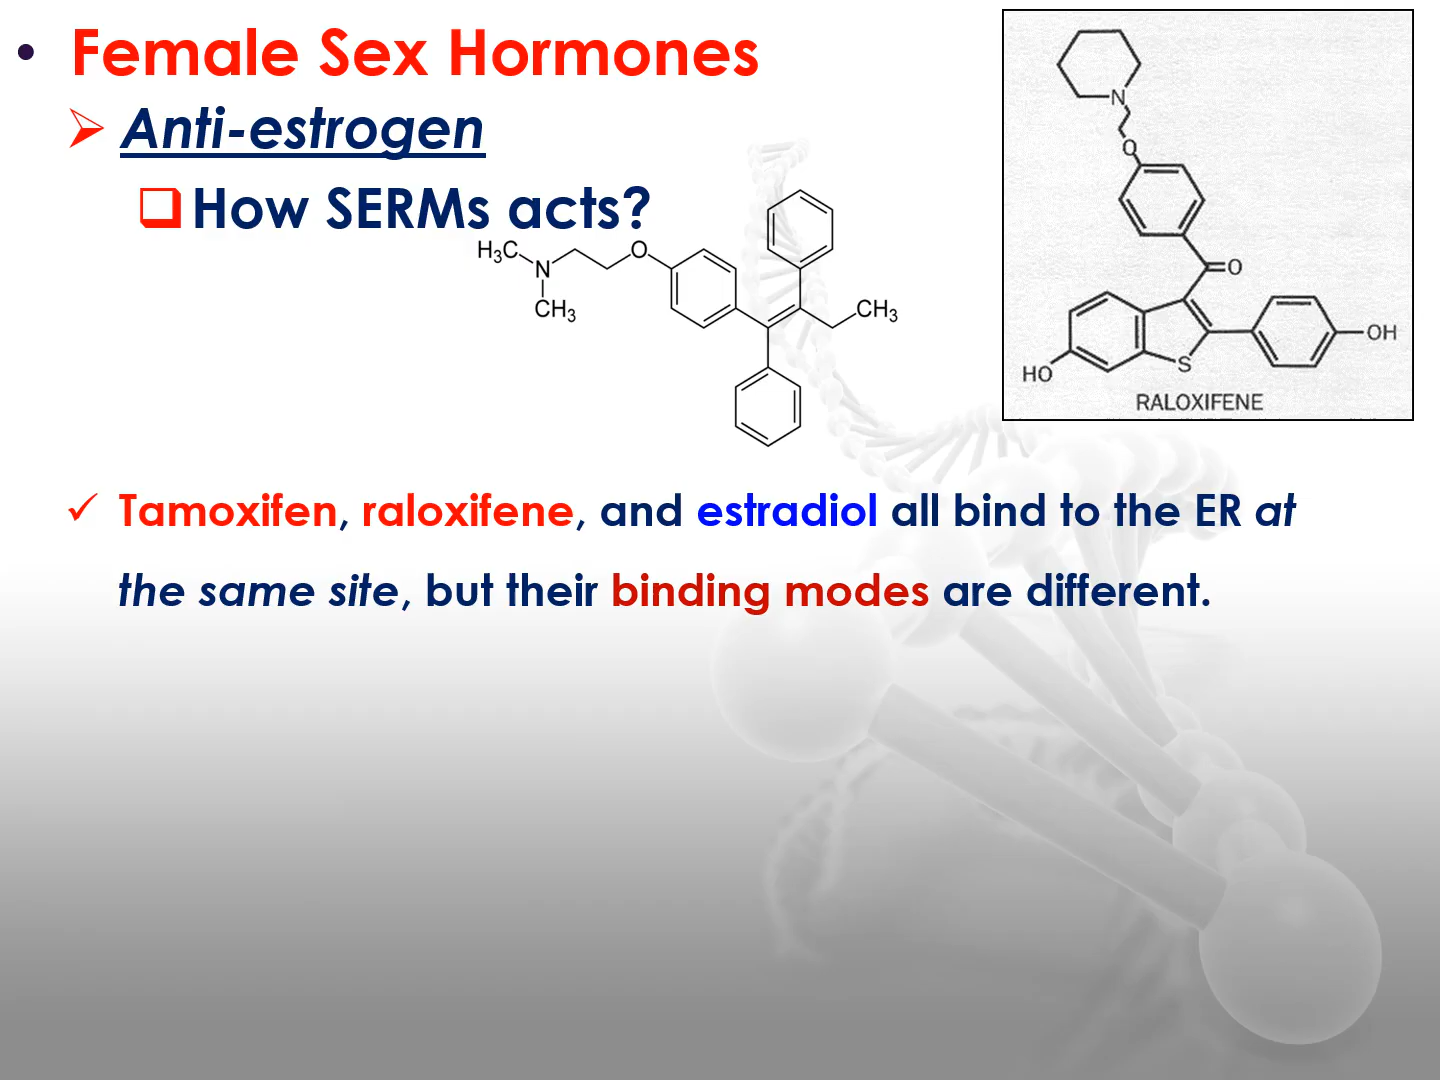 • Female Sex Hormones
➢ Anti-estrogen
❑ How SERMs acts?
H3C
N
CH3
O
CH3
N
O
O
S
HO
OH
RALOXIFENE
✓ Tamoxifen, raloxifene, and estradiol all bind to the ER at
the same site, but their binding modes are different.